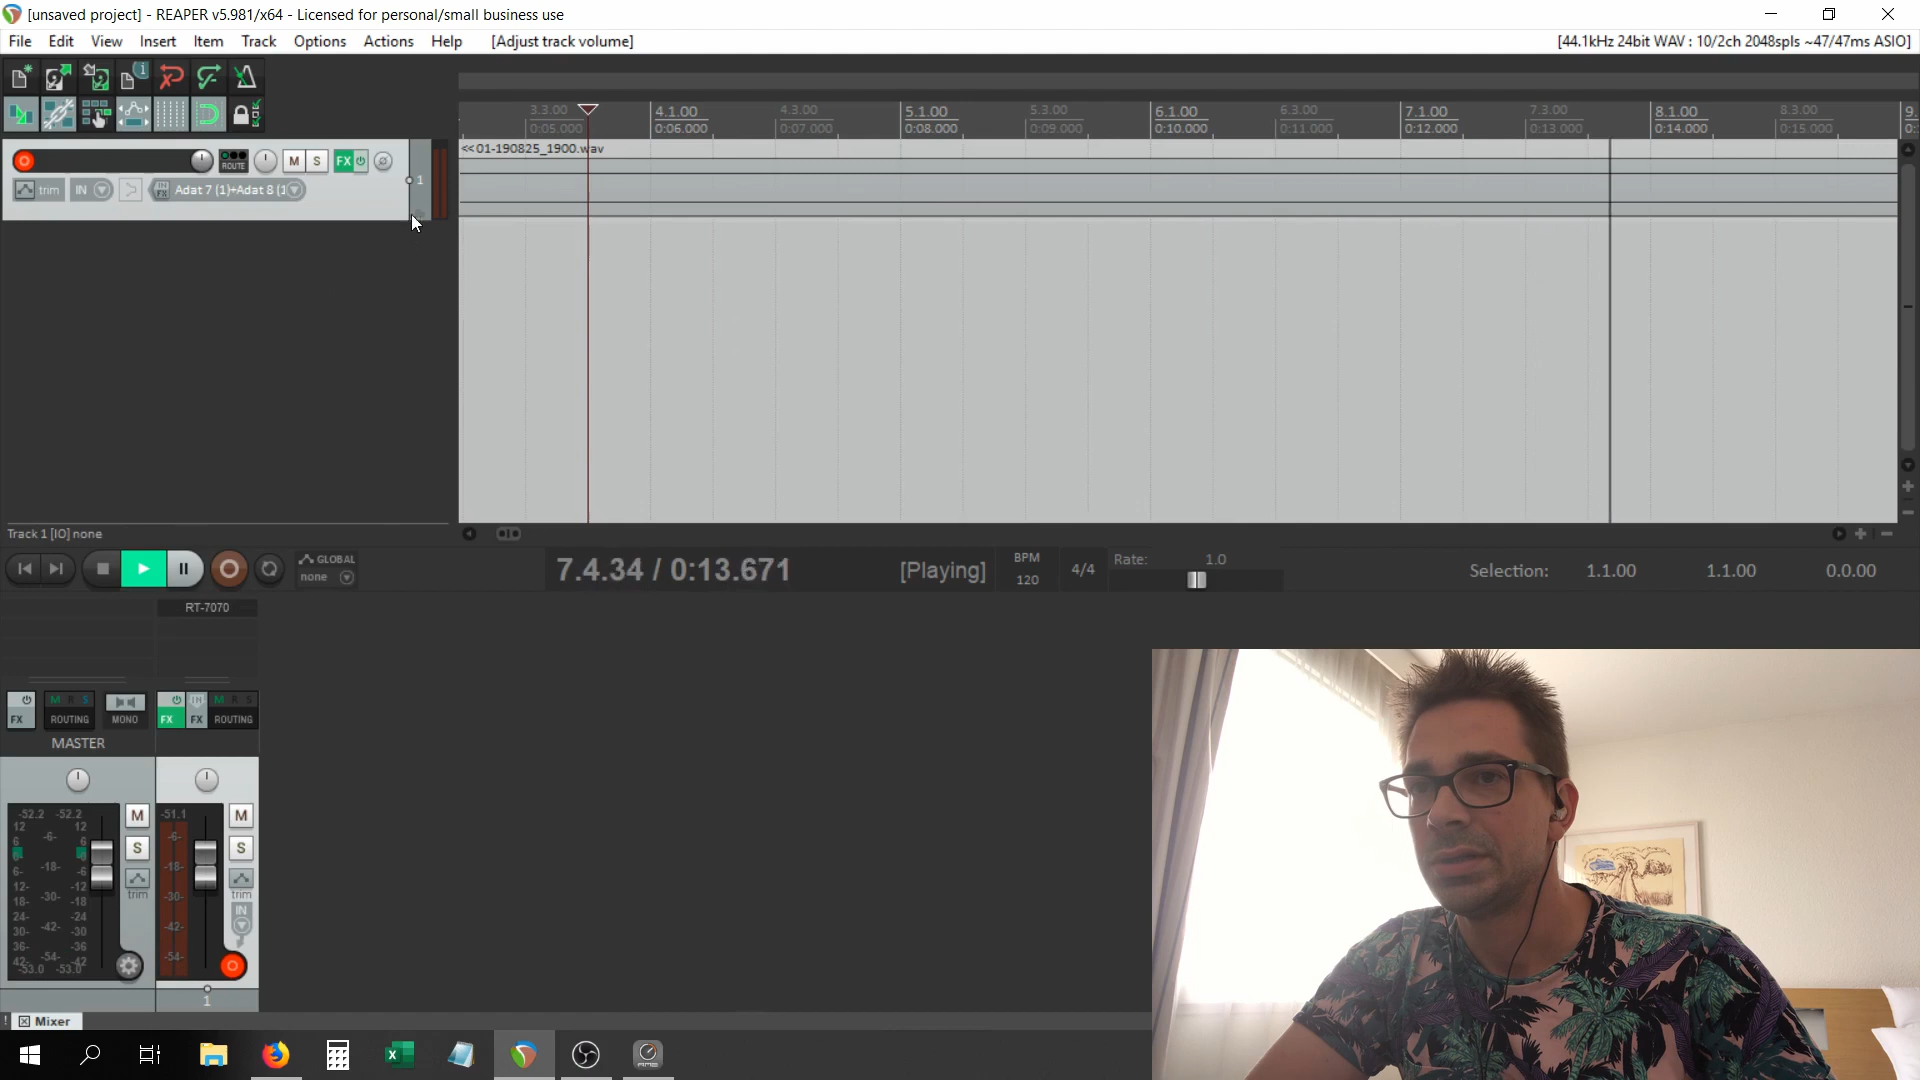 [unsaved project] - REAPER v5.981/x64 - Licensed for personal/small business use
File Edit View Insert Item Track Options Actions Help [Adjust track volume] [44.1kHz 24bit WAV : 10/2ch 2048spls ~47/47ms ASIO]
3.3.00 4.1.00 4.3.00 5.1.00 5.3.00 6.1.00 6.3.00 7.1.00 7.3.00 8.1.00 8.3.00 9.
0:05.000 0:06.000 0:07.000 0:08.000 0:09.000 0:10.000 0:11.000 0:12.000 0:13.000 0:14.000 0:15.000 0:
<<01-190825_1900.wav
ROUTE M S FX 1
trim IN IN FX Adat 7 (1)+Adat 8 (1
Track 1 [IO] none
GLOBAL
none
7.4.34 / 0:13.671 [Playing]
BPM
120
4/4
Rate: 1.0
Selection: 1.1.00 1.1.00 0.0.00
RT-7070
FX M R S ROUTING MONO FX IN FX M R S ROUTING
MASTER
-52.2 -52.2 M -51.1 M
12 -6- 12 -6-
6 6 S S
6- -18- -6 -18-
12- -12 trim trim
18- -30- -18 -30- IN
24- -24
30- -42- -30 -42-
36- -36
42- -54- -42 -54-
-53.0 -53.0
1
! Mixer